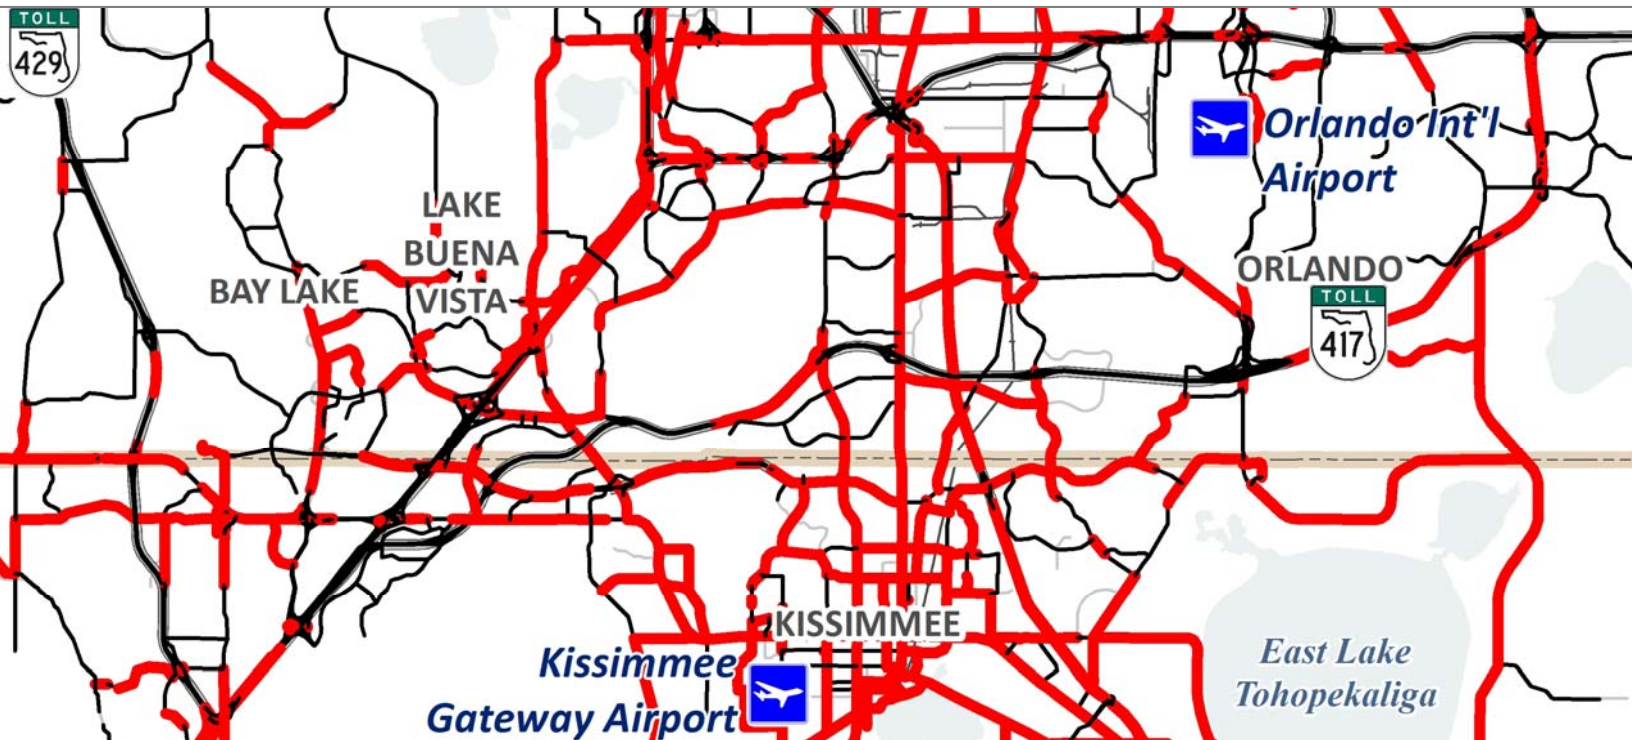 TOLL
429
Orlando Int'l
Airport
LAKE
BUENA
VISTA
BAY LAKE
ORLANDO
TOLL
417
KISSIMMEE
Kissimmee
Gateway Airport
East Lake
Tohopekaliga